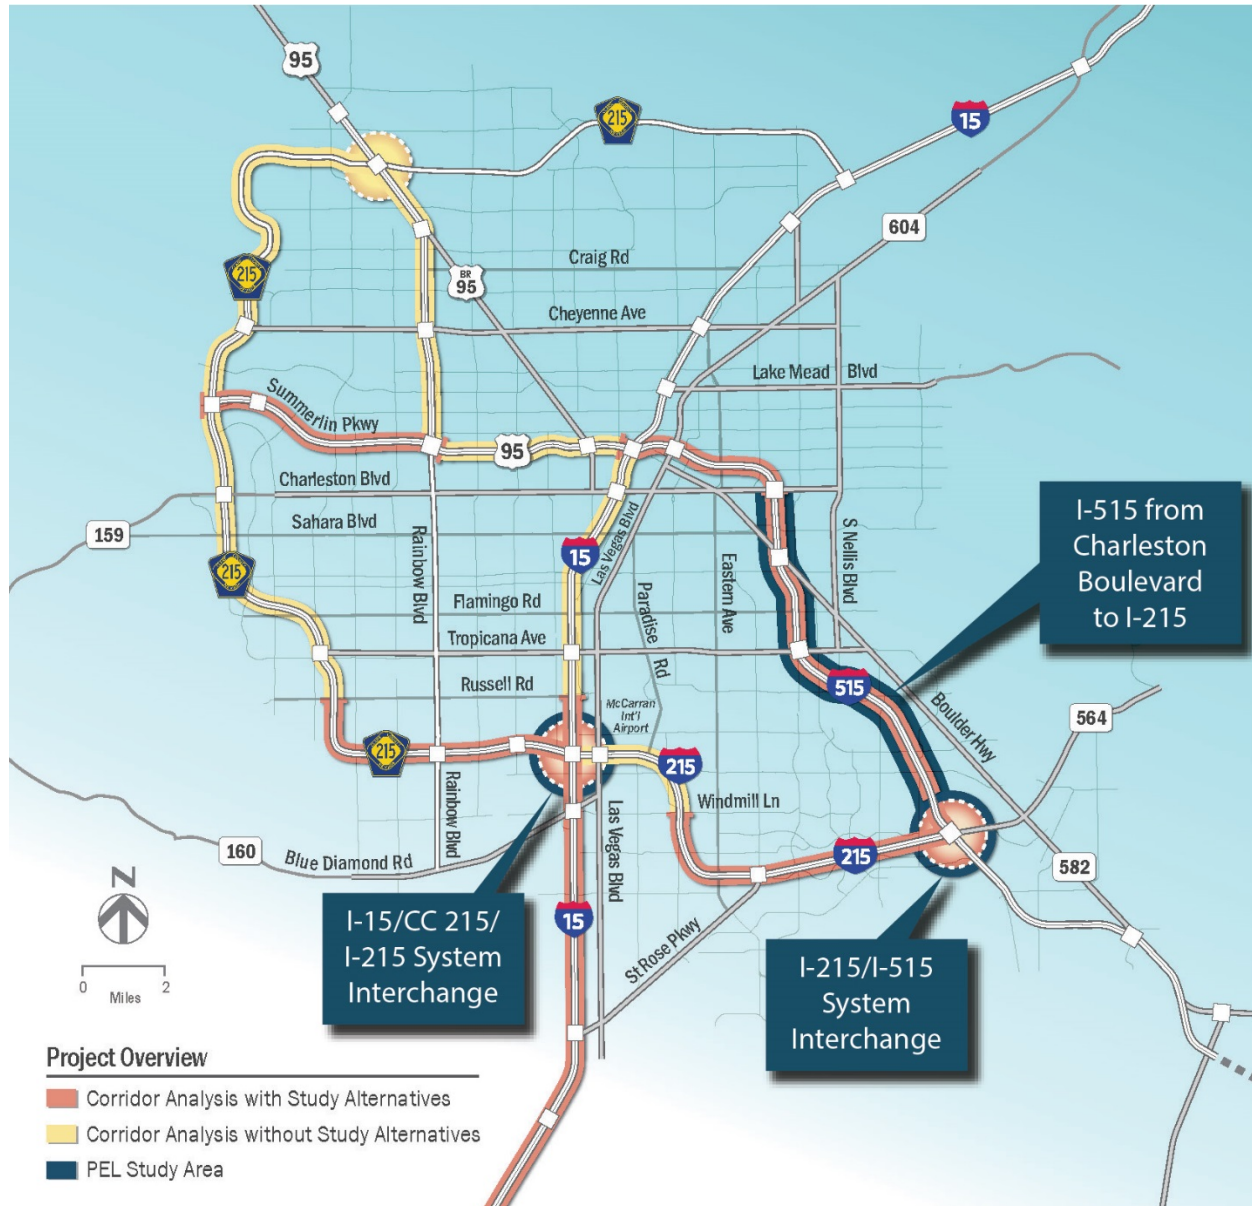 95
215
15
604
Craig Rd
215
BR
95
Cheyenne Ave
Lake Mead Blvd
Summerlin Pkwy
95
Charleston Blvd
I-515 from
Charleston
Boulevard
to I-215
Sahara Blvd
159
Rainbow Blvd
15
Las Vegas Blvd
Eastern Ave
S Nellis Blvd
215
Flamingo Rd
Paradise Rd
Tropicana Ave
Russell Rd
515
Boulder Hwy
564
McCarran
Int'l
Airport
215
215
Rainbow Blvd
Las Vegas Blvd
Windmill Ln
160
Blue Diamond Rd
215
582
N
15
St Rose Pkwy
I-15/CC 215/
I-215 System
Interchange
I-215/I-515
System
Interchange
0 2
Miles
Project Overview
Corridor Analysis with Study Alternatives
Corridor Analysis without Study Alternatives
PEL Study Area